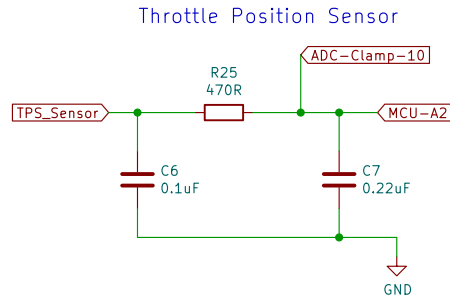 Throttle Position Sensor
ADC-Clamp-10
R25
470R
TPS_Sensor
MCU-A2
C6
0.1uF
C7
0.22uF
GND